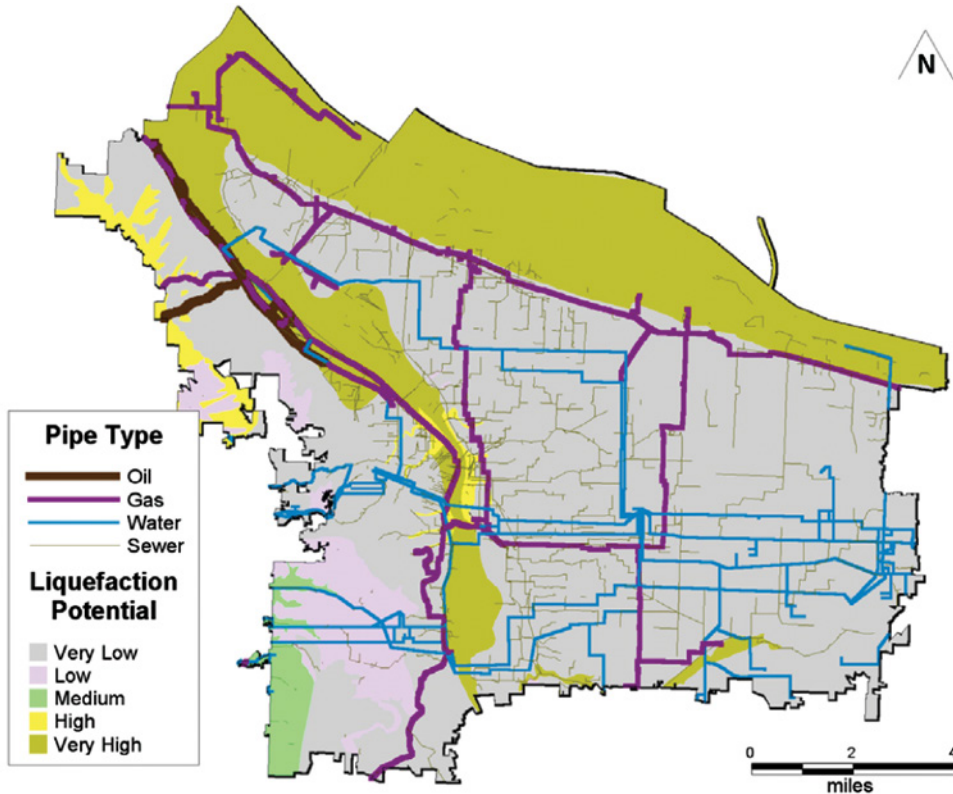 N
Pipe Type
Oil
Gas
Water
Sewer
Liquefaction
Potential
Very Low
Low
Medium
High
Very High
0 2 4
miles